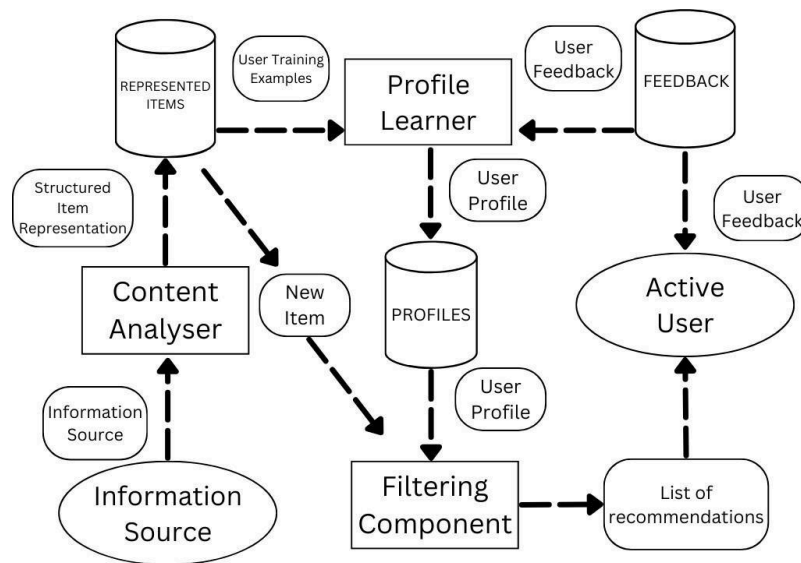 REPRESENTED
ITEMS
User Training
Examples
Profile
Learner
User
Feedback
FEEDBACK
Structured
Item
Representation
User
Profile
User
Feedback
Content
Analyser
New
Item
PROFILES
Active
User
Information
Source
User
Profile
Information
Source
Filtering
Component
List of
recommendations